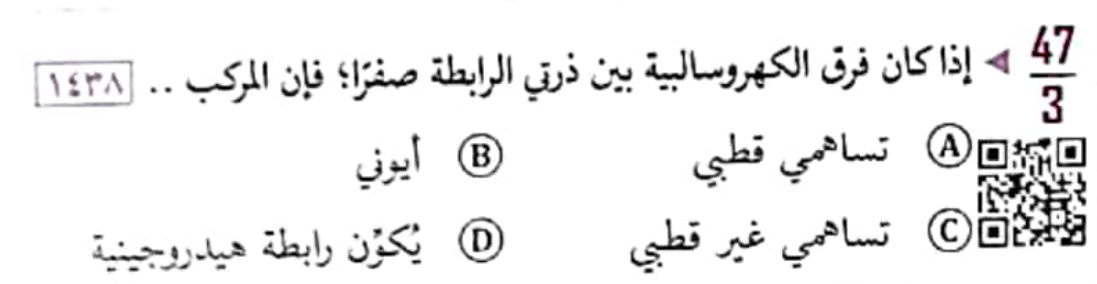 47/3 ◀ إذا كان فرق الكهروسالبية بين ذرتي الرابطة صفرًا؛ فإن المركب .. ١٤٣٨
A تساهمي قطبي B أيوني
C تساهمي غير قطبي D يُكوّن رابطة هيدروجينية